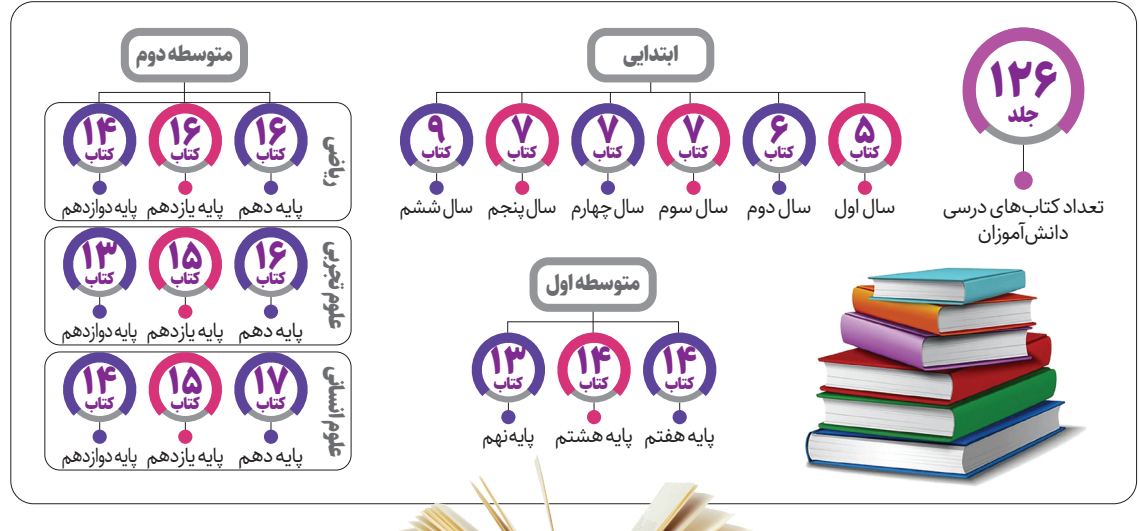 ۱۲۶
جلد
تعداد کتاب‌های درسی
دانش‌آموزان
ابتدایی
۵
کتاب
سال اول
۶
کتاب
سال دوم
۷
کتاب
سال سوم
۷
کتاب
سال چهارم
۷
کتاب
سال پنجم
۹
کتاب
سال ششم
متوسطه اول
۱۴
کتاب
پایه هفتم
۱۴
کتاب
پایه هشتم
۱۳
کتاب
پایه نهم
متوسطه دوم
ریاضی
۱۶
کتاب
پایه دهم
۱۶
کتاب
پایه یازدهم
۱۴
کتاب
پایه دوازدهم
علوم تجربی
۱۶
کتاب
پایه دهم
۱۵
کتاب
پایه یازدهم
۱۳
کتاب
پایه دوازدهم
علوم انسانی
۱۷
کتاب
پایه دهم
۱۵
کتاب
پایه یازدهم
۱۴
کتاب
پایه دوازدهم